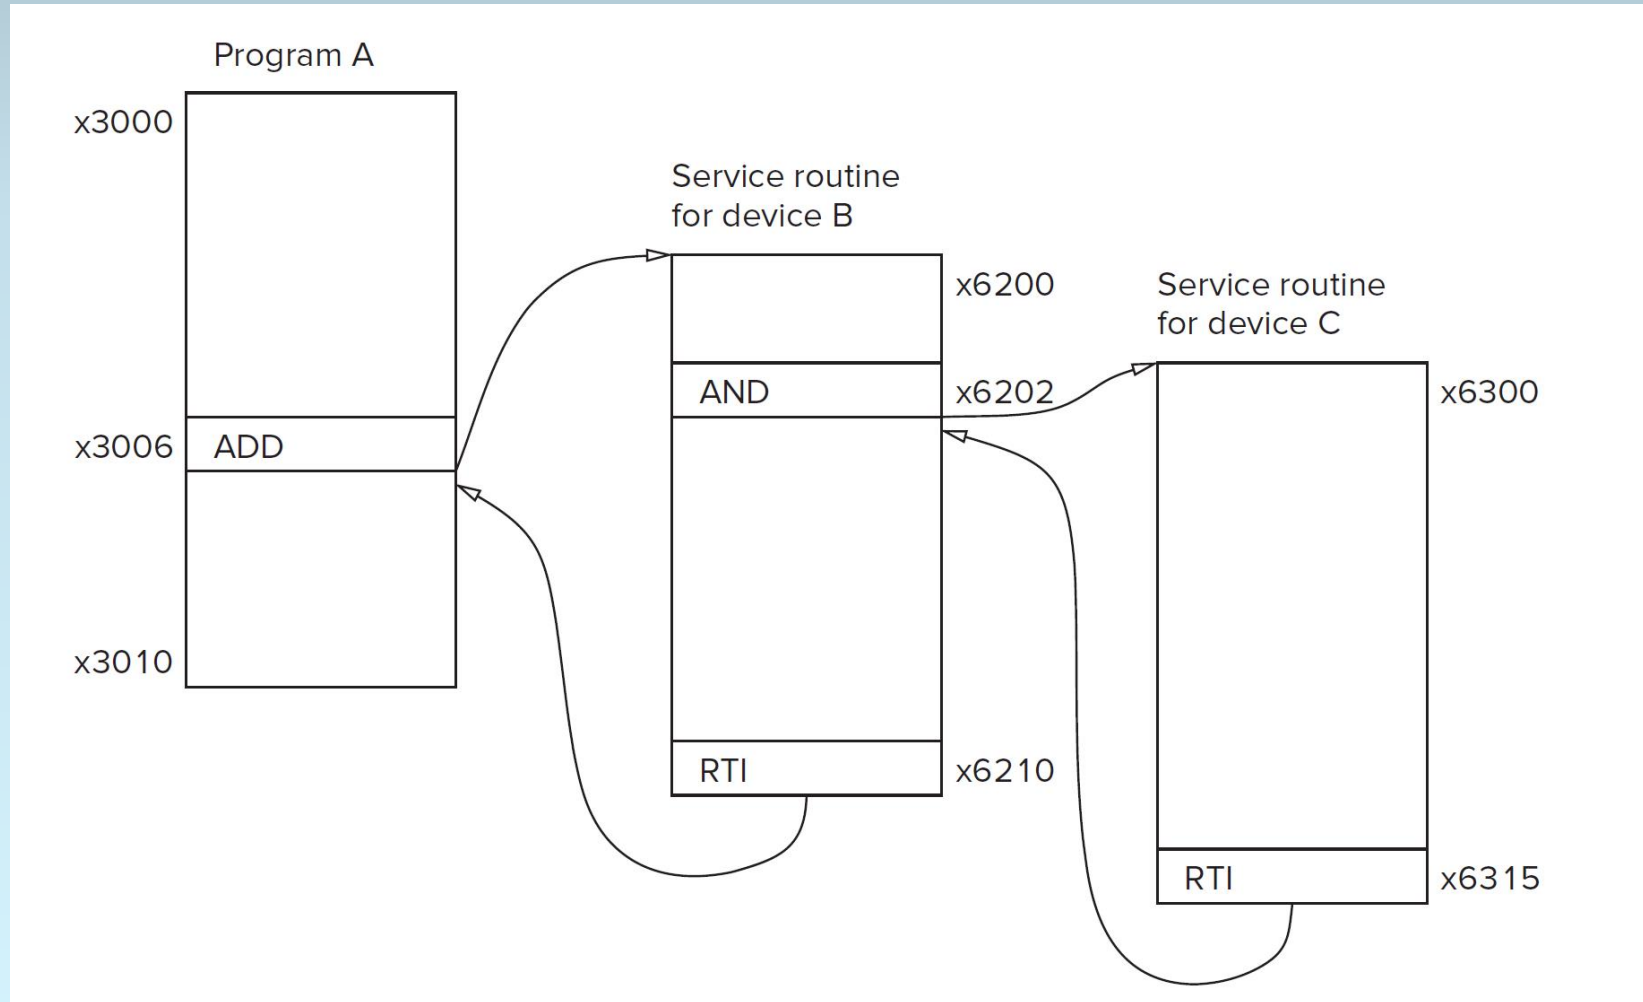 Program A
x3000
ADD
x3006
x3010
Service routine
for device B
x6200
AND
x6202
RTI
x6210
Service routine
for device C
x6300
RTI
x6315